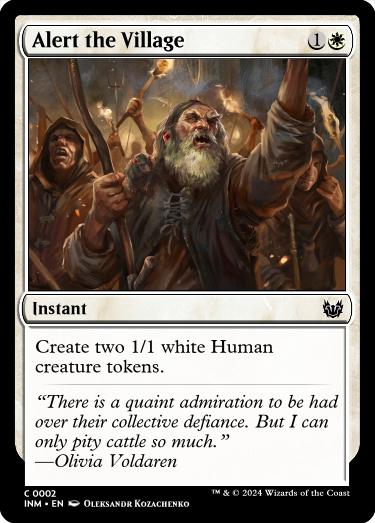 Alert the Village 1
Instant
Create two 1/1 white Human
creature tokens.
“There is a quaint admiration to be had
over their collective defiance. But I can
only pity cattle so much.”
—Olivia Voldaren
C 0002
INM • EN Oleksandr Kozachenko
™ & © 2024 Wizards of the Coast